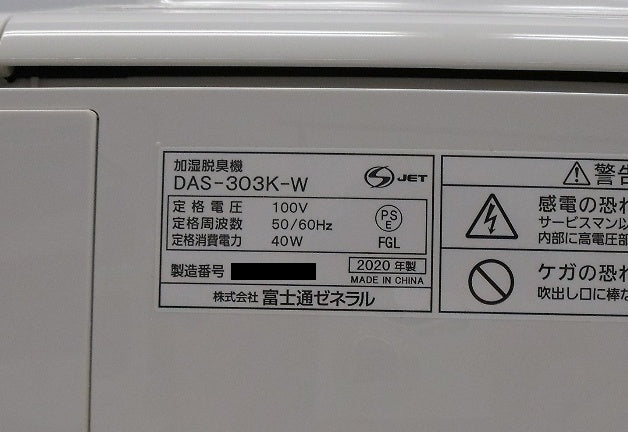 加湿脱臭機
DAS-303K-W
JET
定格電圧 100V
定格周波数 50/60Hz
定格消費電力 40W
PS
E
FGL
製造番号
2020 年製
MADE IN CHINA
株式会社 富士通ゼネラル
警告
感電の恐れ
サービスマン以
内部に高電圧部
ケガの恐れ
吹出し口に棒な